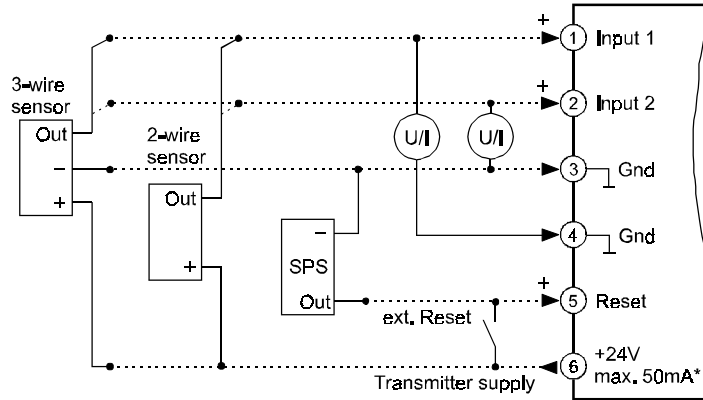 +
1 Input 1
3-wire
sensor
+
2 Input 2
Out
2-wire
sensor
U/I
U/I
−
3 Gnd
+
Out
−
4 Gnd
+
SPS
+
Out
5 Reset
ext. Reset
+24V
6
max. 50mA*
Transmitter supply